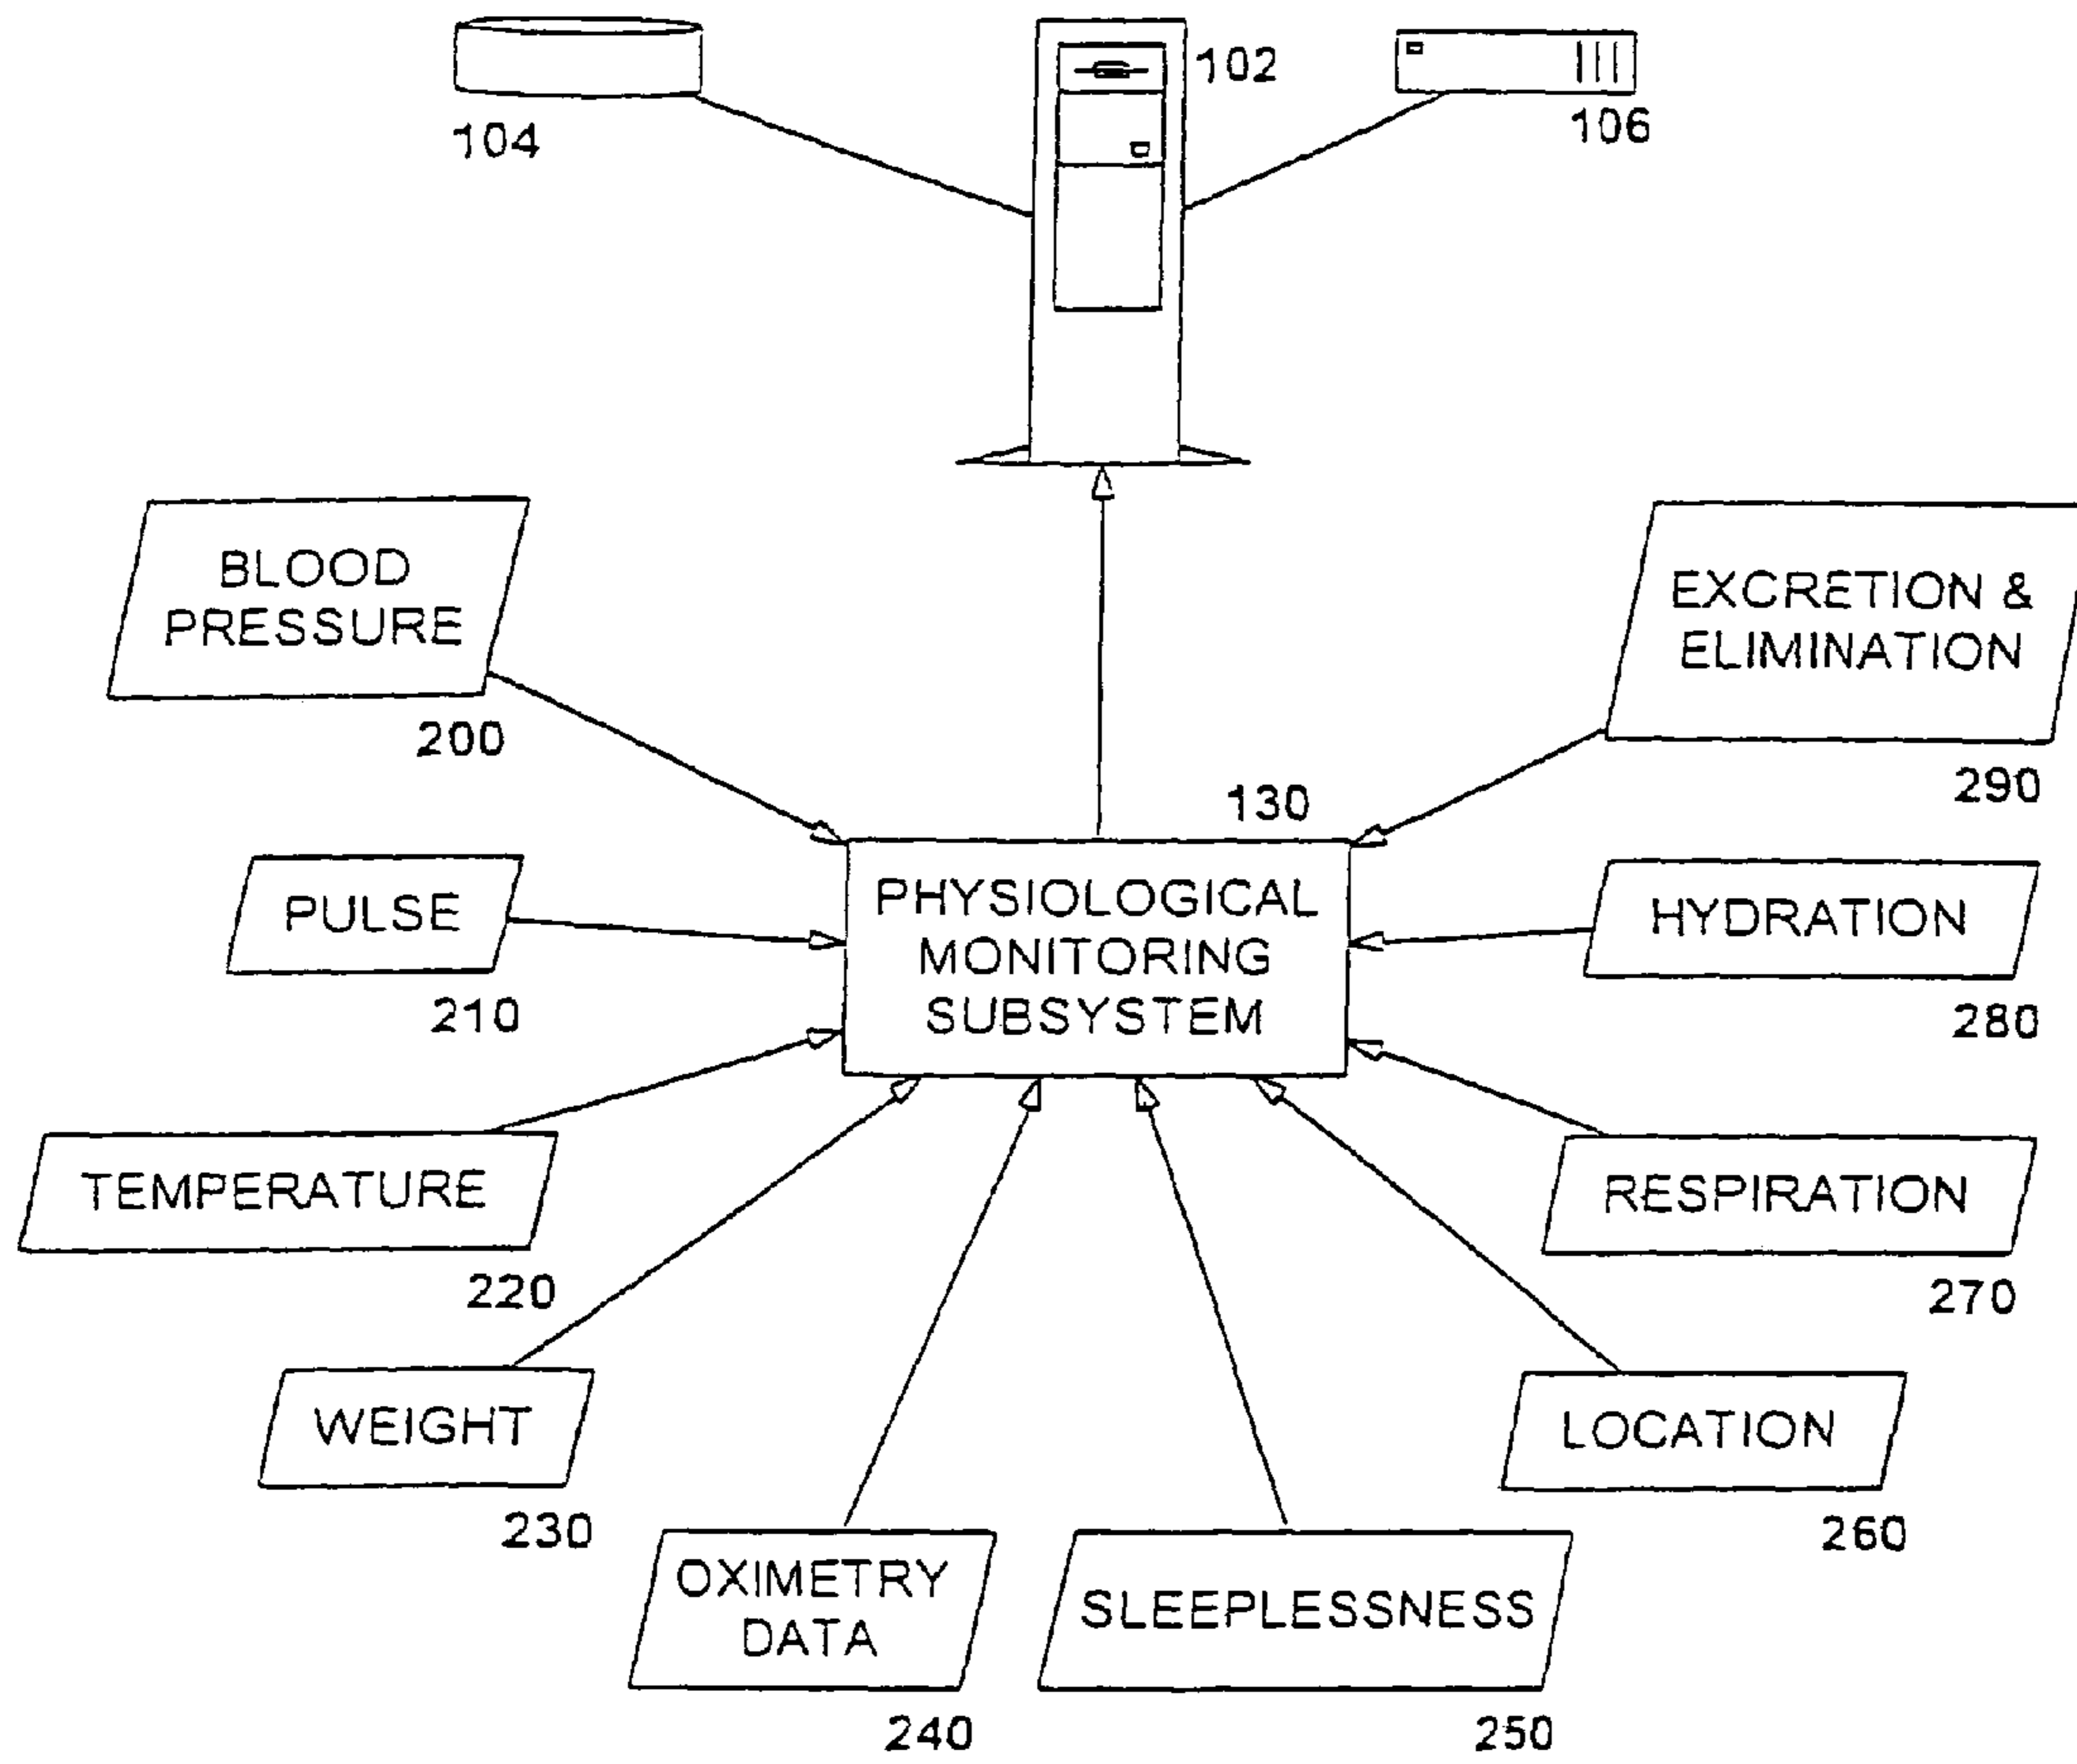 102
104
106
BLOOD
PRESSURE
200
EXCRETION &
ELIMINATION
290
130
PHYSIOLOGICAL
MONITORING
SUBSYSTEM
PULSE
210
HYDRATION
280
TEMPERATURE
220
RESPIRATION
270
WEIGHT
230
LOCATION
260
OXIMETRY
DATA
240
SLEEPLESSNESS
250